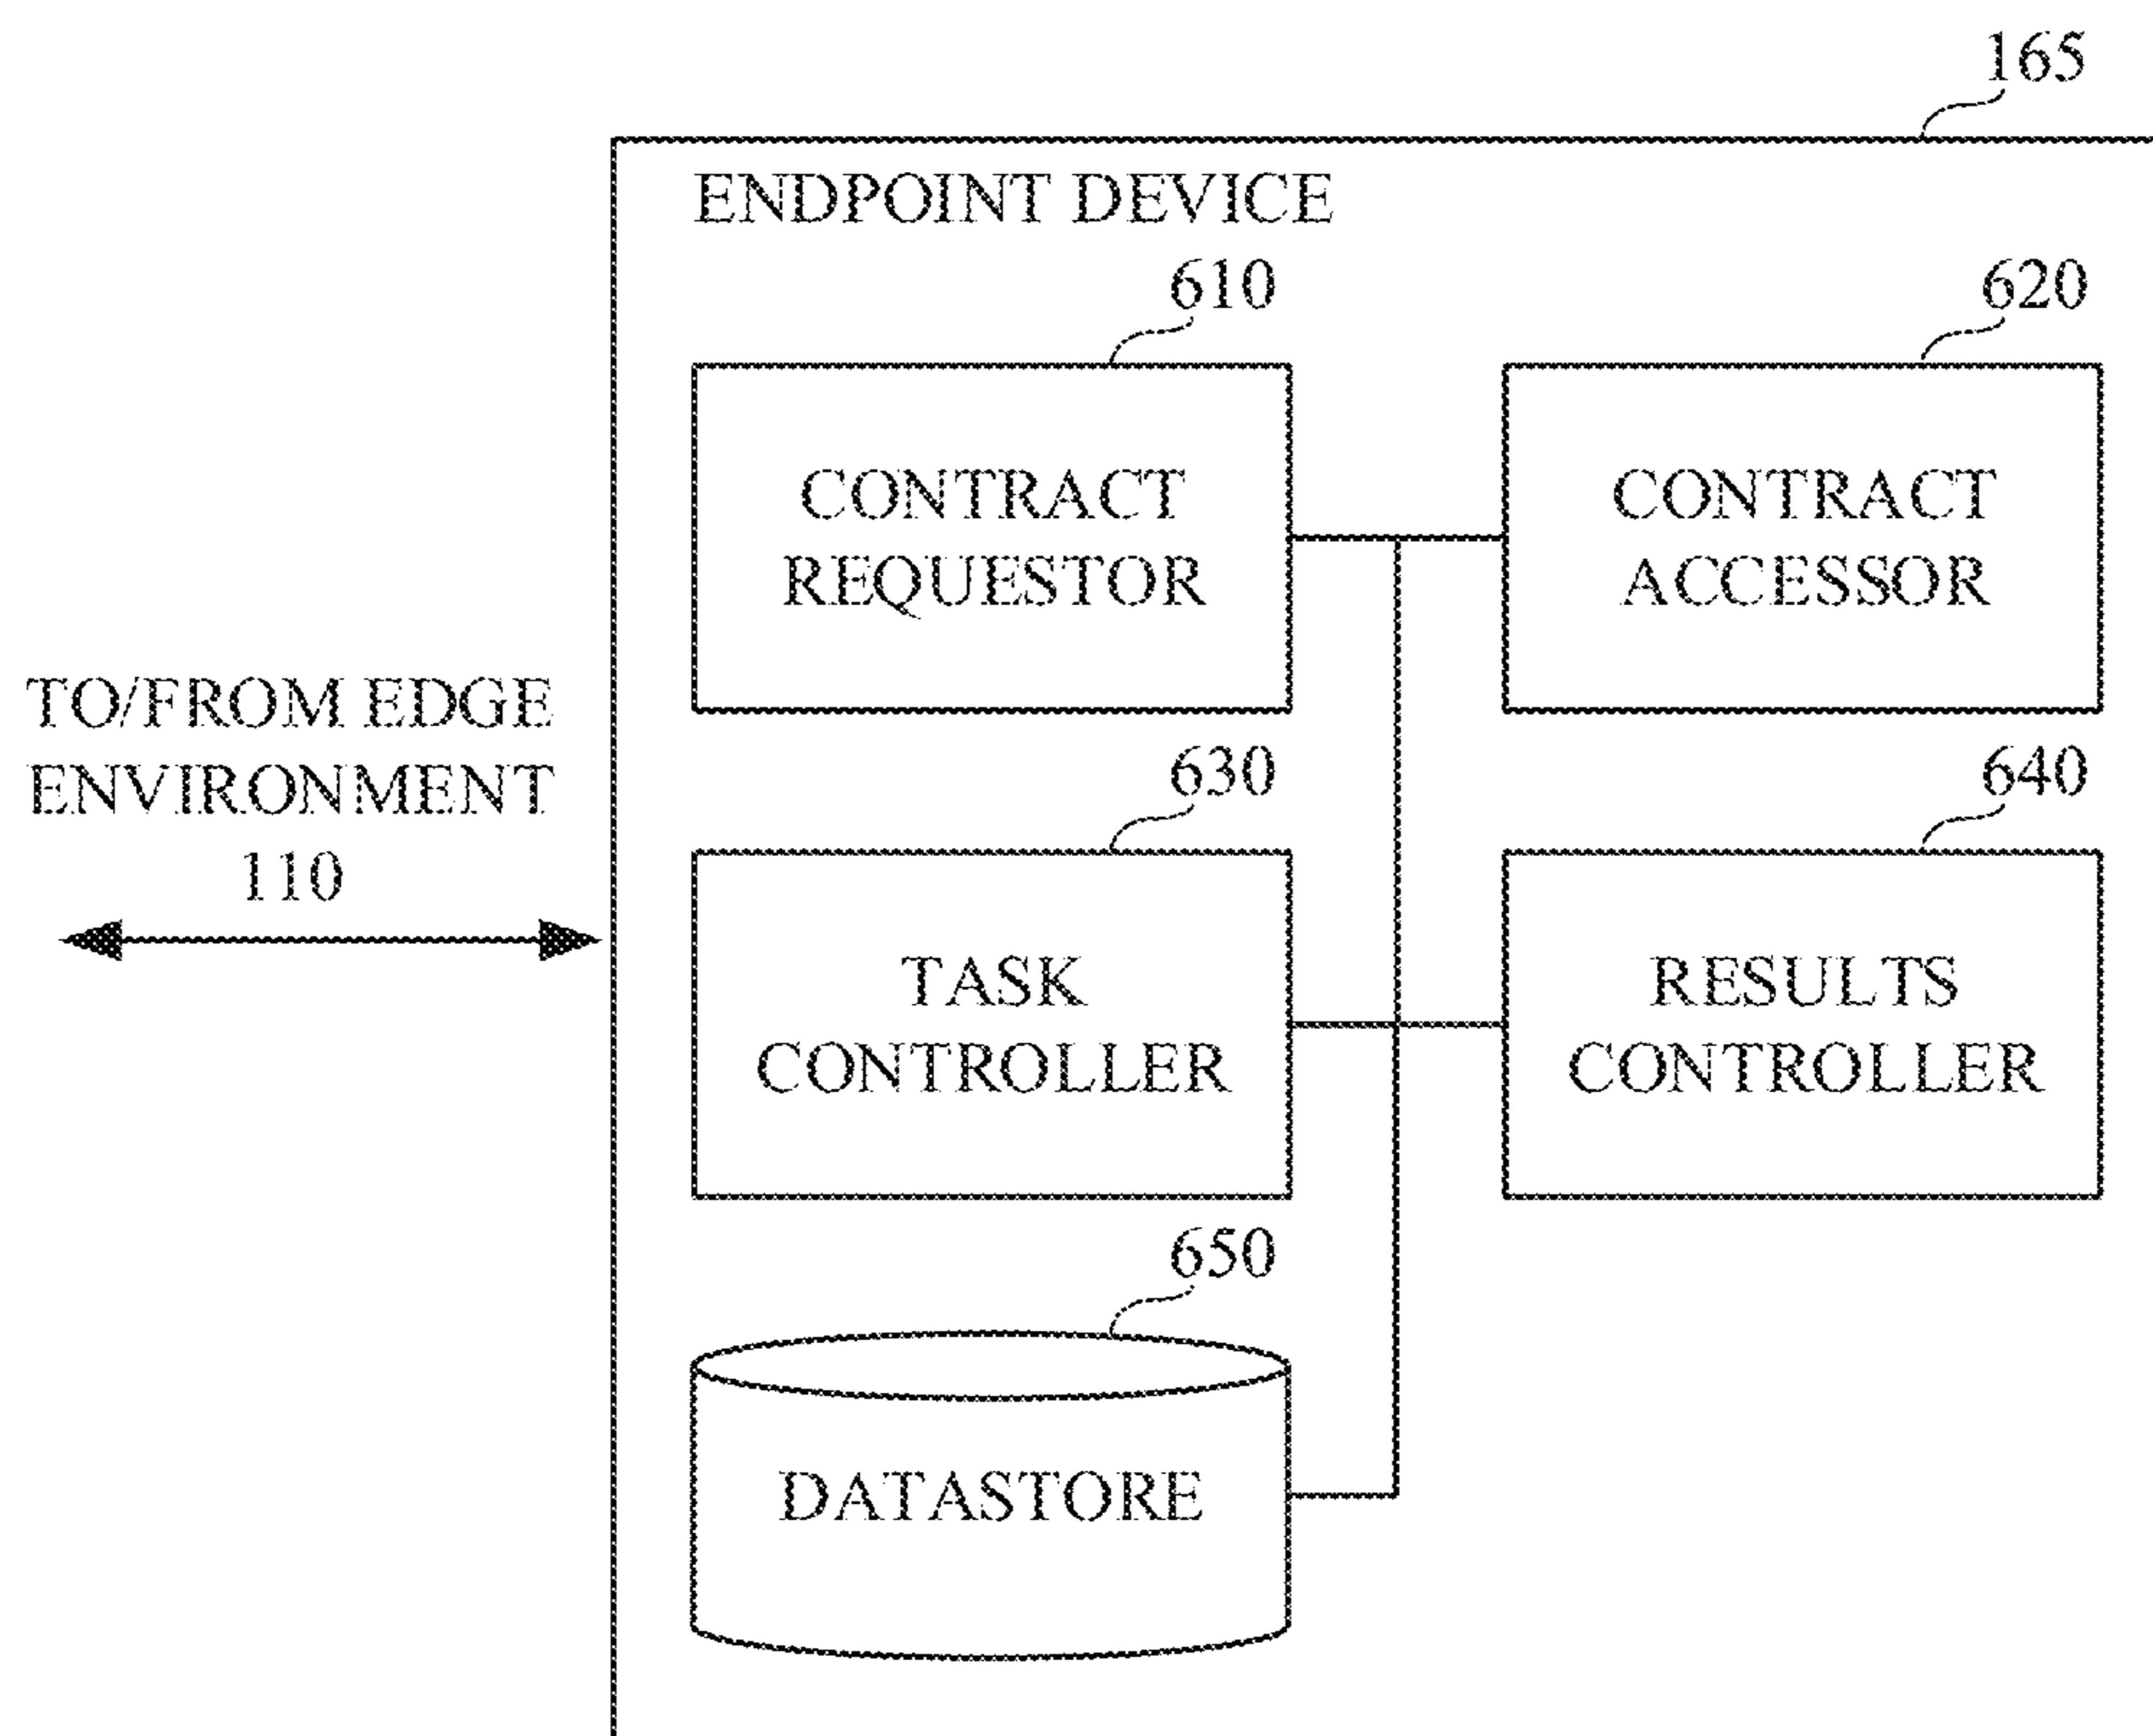 165
ENDPOINT DEVICE
610
620
CONTRACT
REQUESTOR
CONTRACT
ACCESSOR
TO/FROM EDGE
ENVIRONMENT
110
630
640
TASK
CONTROLLER
RESULTS
CONTROLLER
650
DATASTORE